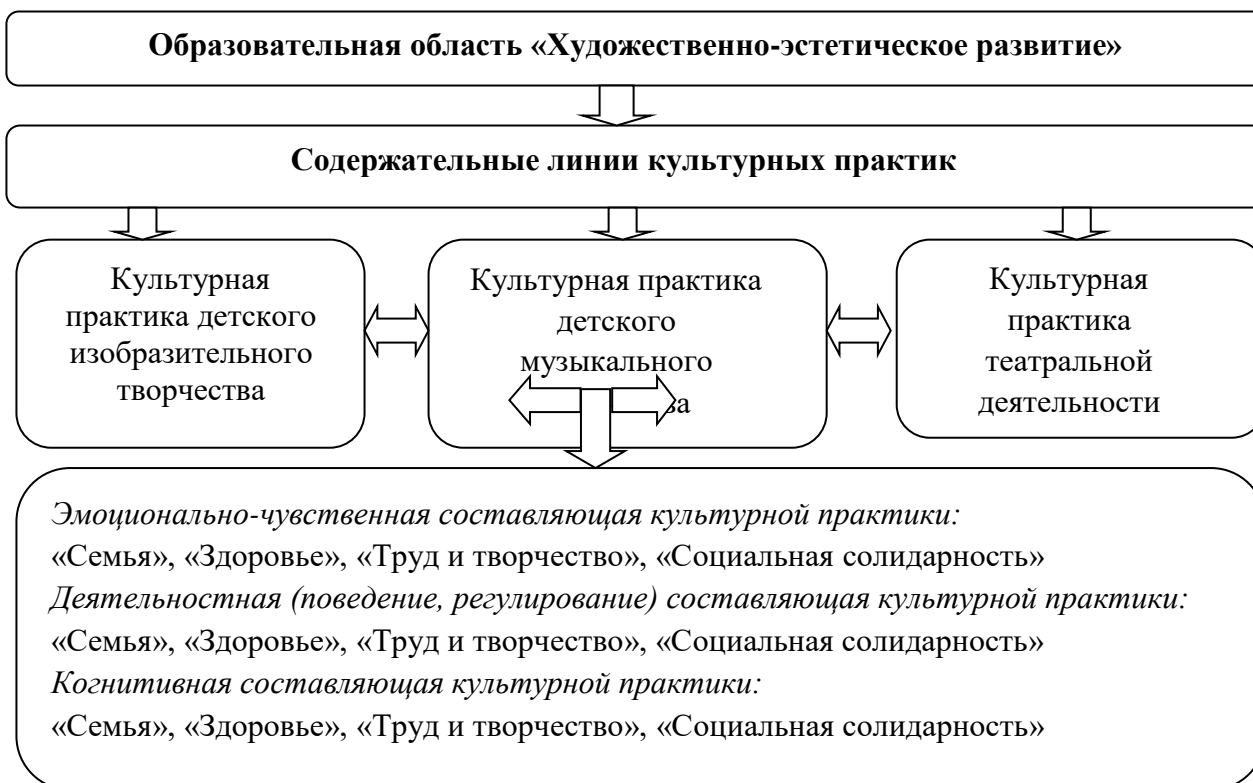 Образовательная область «Художественно-эстетическое развитие»
Содержательные линии культурных практик
Культурная
практика детского
изобразительного
творчества
Культурная практика
детского
музыкального
Культурная
практика
театральной
деятельности
Эмоционально-чувственная составляющая культурной практики:
«Семья», «Здоровье», «Труд и творчество», «Социальная солидарность»
Деятельностная (поведение, регулирование) составляющая культурной практики:
«Семья», «Здоровье», «Труд и творчество», «Социальная солидарность»
Когнитивная составляющая культурной практики:
«Семья», «Здоровье», «Труд и творчество», «Социальная солидарность»